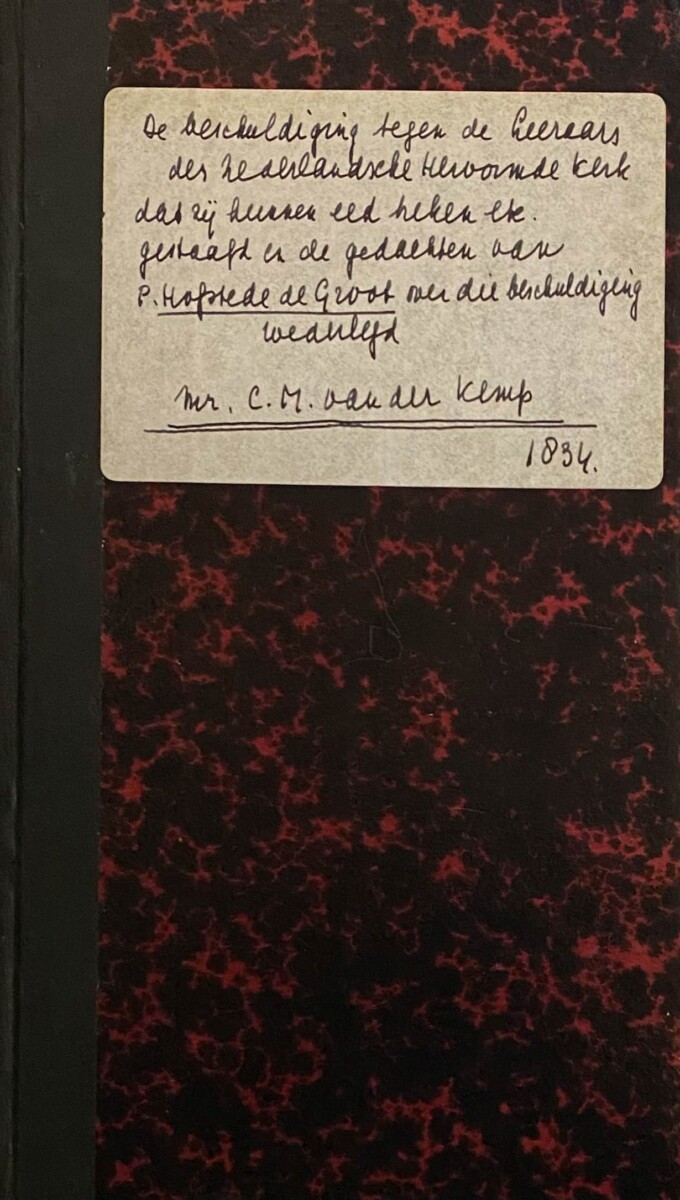 De beschuldiging tegen de Leeraars
der Nederlandsche Hervormde Kerk
dat zij hunnen eed breken etc.
gestaafd en de gedachten van
P. Hofstede de Groot over die beschuldiging
wederlegd
Mr. C. M. van der Kemp
1834.